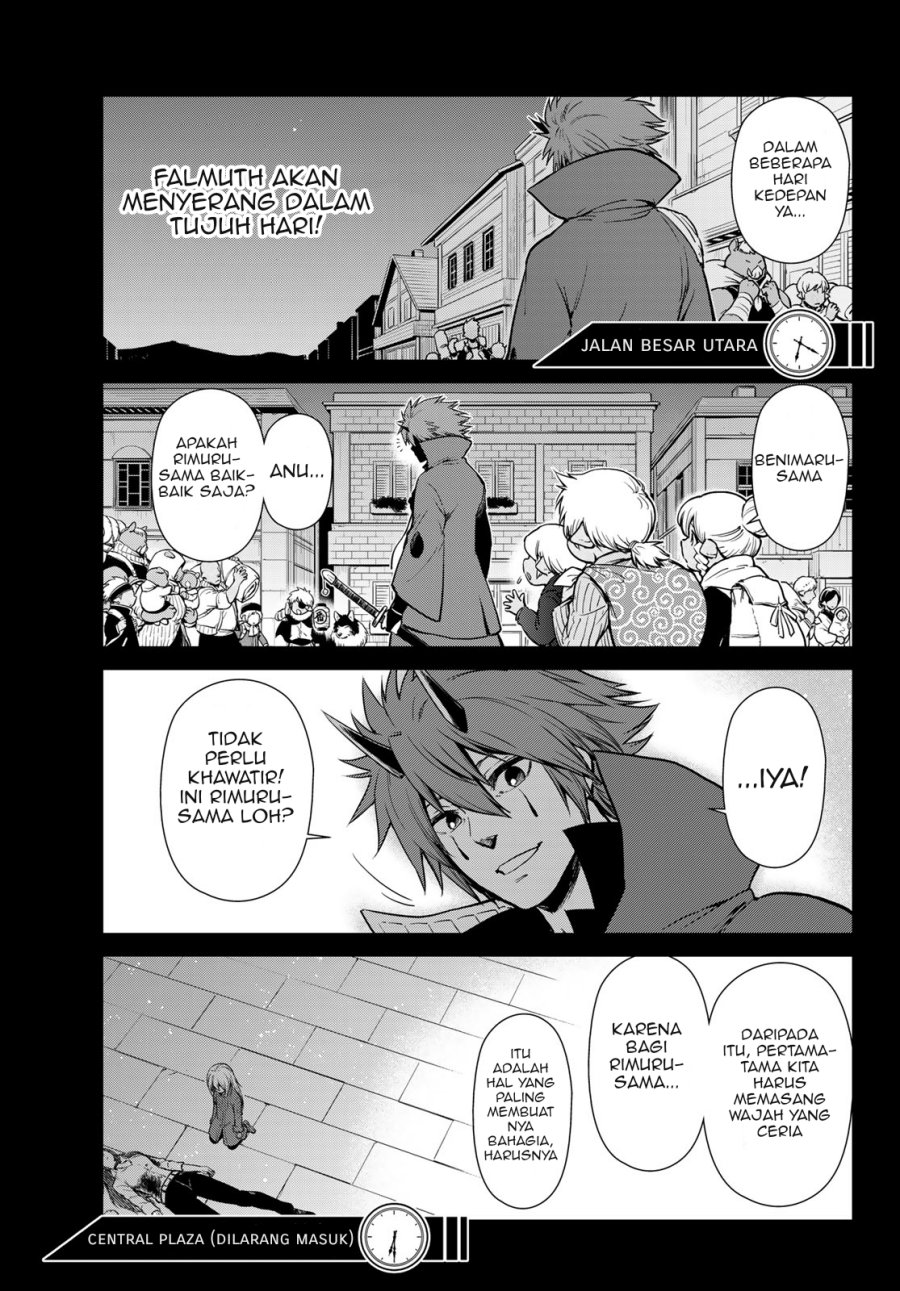 DALAM
BEBERAPA
HARI
KEDEPAN
YA...
FALMUTH AKAN
MENYERANG DALAM
TUJUH HARI!
JALAN BESAR UTARA
BENIMARU-
SAMA
ANU...
APAKAH
RIMURU-
SAMA BAIK-
BAIK SAJA?
...IYA!
TIDAK
PERLU
KHAWATIR!
INI RIMURU-
SAMA LOH?
DARIPADA
ITU, PERTAMA-
TAMA KITA
HARUS
MEMASANG
WAJAH YANG
CERIA
KARENA
BAGI
RIMURU-
SAMA...
ITU
ADALAH
HAL YANG
PALING
MEMBUAT
NYA
BAHAGIA,
HARUSNYA
CENTRAL PLAZA (DILARANG MASUK)